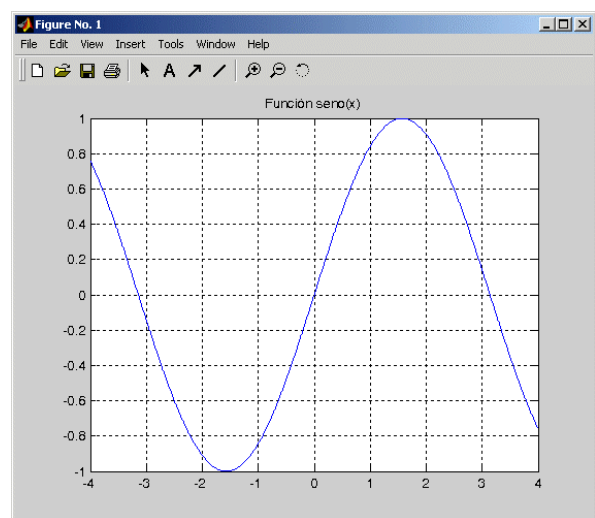 Figure No. 1
File Edit View Insert Tools Window Help
A
Función seno(x)
1
0.8
0.6
0.4
0.2
0
-0.2
-0.4
-0.6
-0.8
-1
-4 -3 -2 -1 0 1 2 3 4